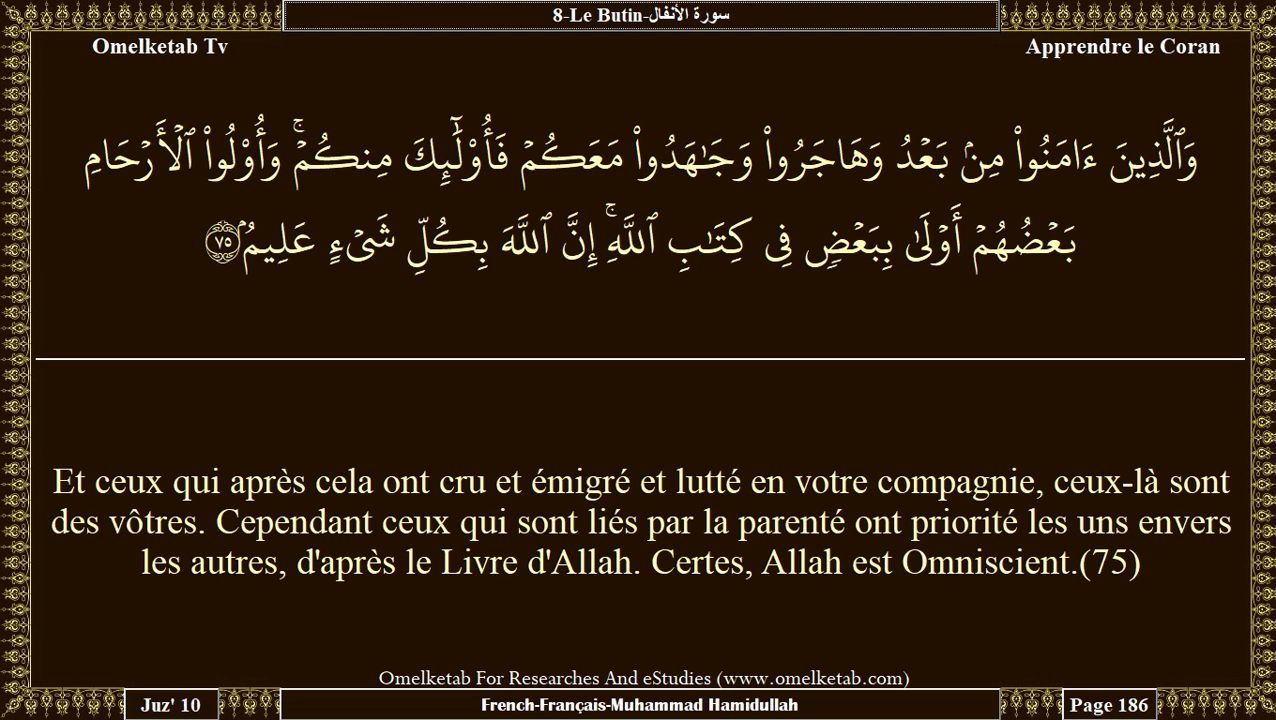 8-Le Butin-سورة الأنفال
Omelketab Tv
Apprendre le Coran
وَٱلَّذِينَ ءَامَنُوا۟ مِنۢ بَعْدُ وَهَاجَرُوا۟ وَجَـٰهَدُوا۟ مَعَكُمْ فَأُو۟لَـٰٓئِكَ مِنكُمْ ۚ وَأُو۟لُوا۟ ٱلْأَرْحَامِ
بَعْضُهُمْ أَوْلَىٰ بِبَعْضٍ فِى كِتَـٰبِ ٱللَّهِ ۗ إِنَّ ٱللَّهَ بِكُلِّ شَىْءٍ عَلِيمٌۢ ٧٥
Et ceux qui après cela ont cru et émigré et lutté en votre compagnie, ceux-là sont
des vôtres. Cependant ceux qui sont liés par la parenté ont priorité les uns envers
les autres, d'après le Livre d'Allah. Certes, Allah est Omniscient.(75)
Omelketab For Researches And eStudies (www.omelketab.com)
Juz' 10
French-Français-Muhammad Hamidullah
Page 186